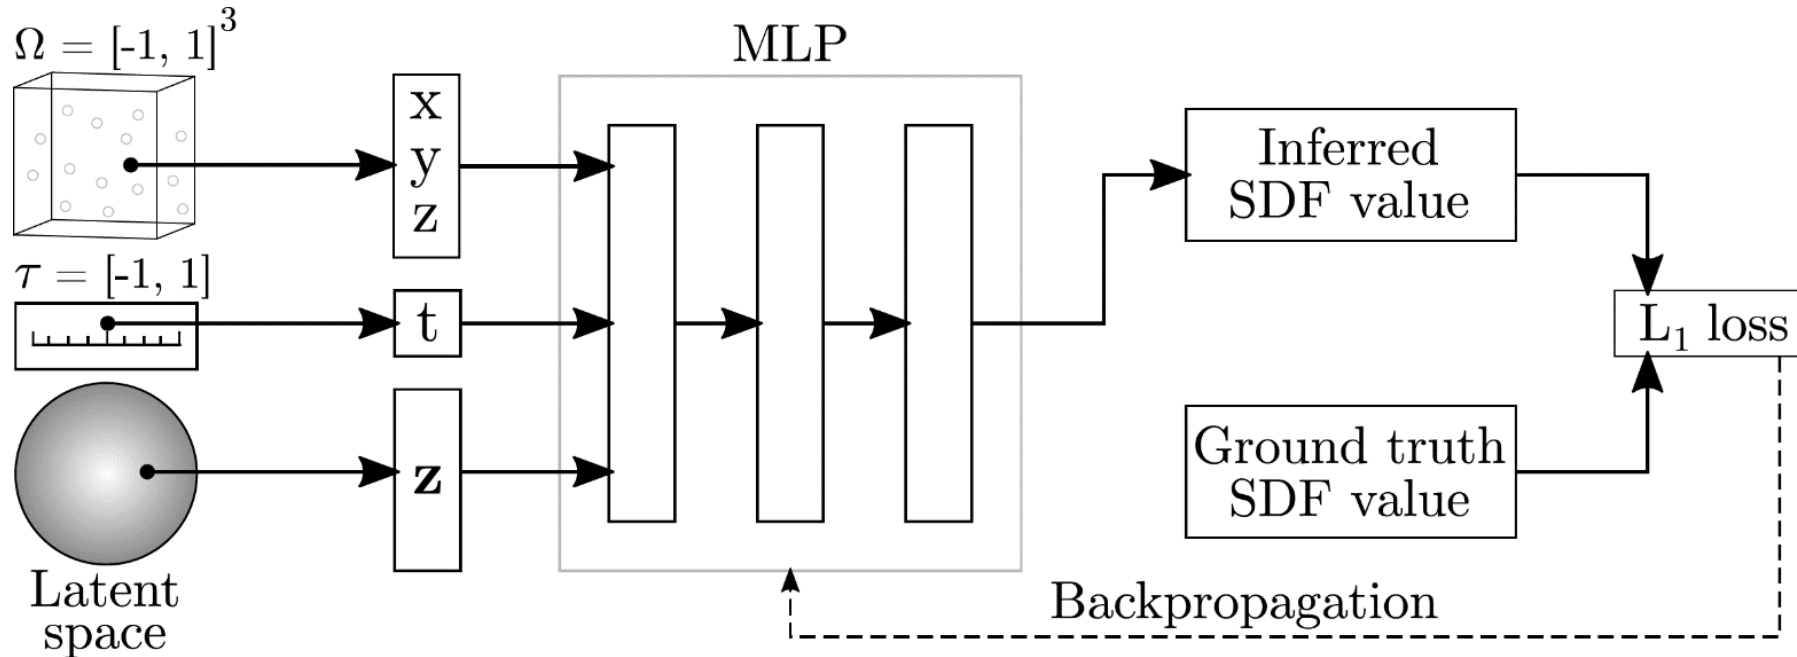 Ω = [-1, 1]³
MLP
x
y
z
Inferred
SDF value
τ = [-1, 1]
t
L₁ loss
z
Ground truth
SDF value
Latent
space
Backpropagation